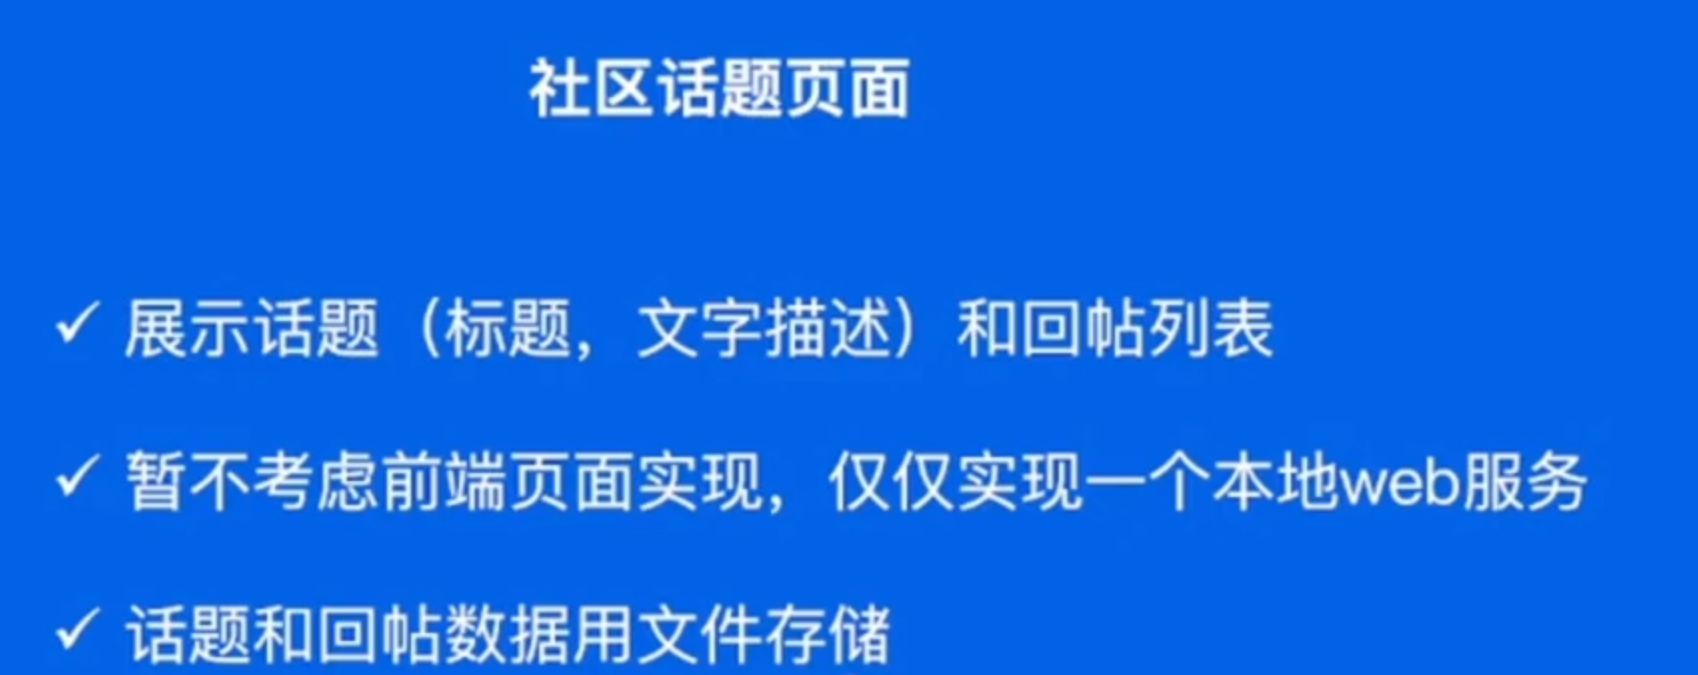 社区话题页面
✓ 展示话题（标题，文字描述）和回帖列表
✓ 暂不考虑前端页面实现，仅仅实现一个本地web服务
✓ 话题和回帖数据用文件存储